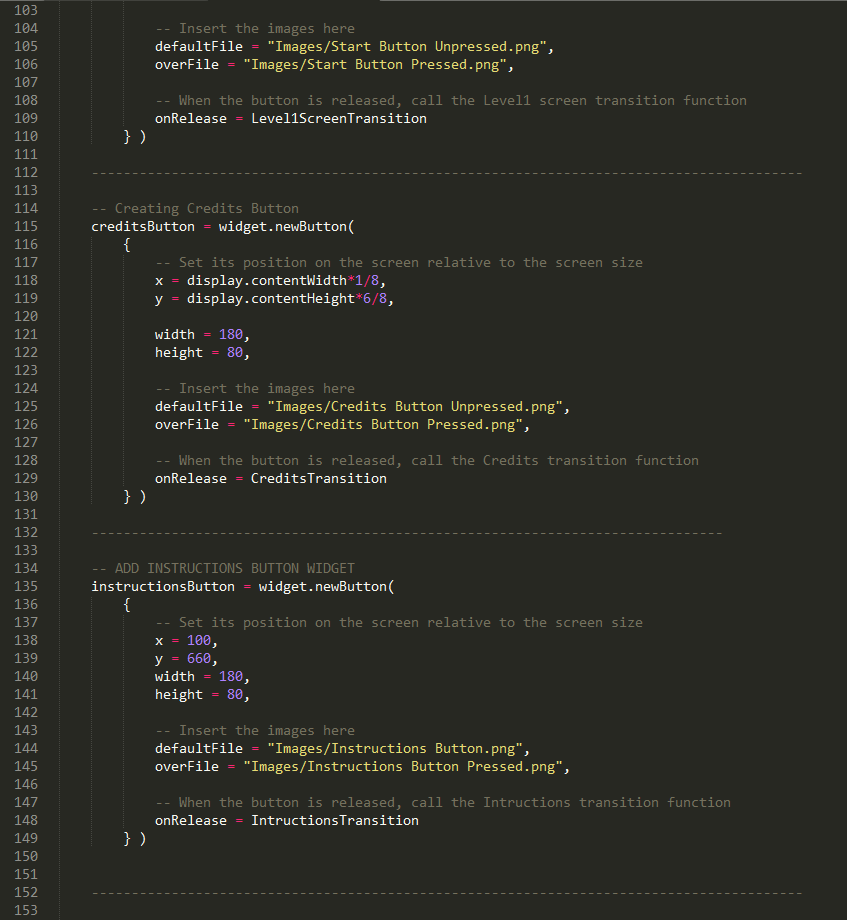 103
104 -- Insert the images here
105 defaultFile = "Images/Start Button Unpressed.png",
106 overFile = "Images/Start Button Pressed.png",
107
108 -- When the button is released, call the Level1 screen transition function
109 onRelease = Level1ScreenTransition
110 } )
111
112 -----------------------------------------------------------------------------------------
113
114 -- Creating Credits Button
115 creditsButton = widget.newButton(
116 {
117 -- Set its position on the screen relative to the screen size
118 x = display.contentWidth*1/8,
119 y = display.contentHeight*6/8,
120
121 width = 180,
122 height = 80,
123
124 -- Insert the images here
125 defaultFile = "Images/Credits Button Unpressed.png",
126 overFile = "Images/Credits Button Pressed.png",
127
128 -- When the button is released, call the Credits transition function
129 onRelease = CreditsTransition
130 } )
131
132 -------------------------------------------------------------------------------
133
134 -- ADD INSTRUCTIONS BUTTON WIDGET
135 instructionsButton = widget.newButton(
136 {
137 -- Set its position on the screen relative to the screen size
138 x = 100,
139 y = 660,
140 width = 180,
141 height = 80,
142
143 -- Insert the images here
144 defaultFile = "Images/Instructions Button.png",
145 overFile = "Images/Instructions Button Pressed.png",
146
147 -- When the button is released, call the Intructions transition function
148 onRelease = IntructionsTransition
149 } )
150
151
152 -----------------------------------------------------------------------------------------
153